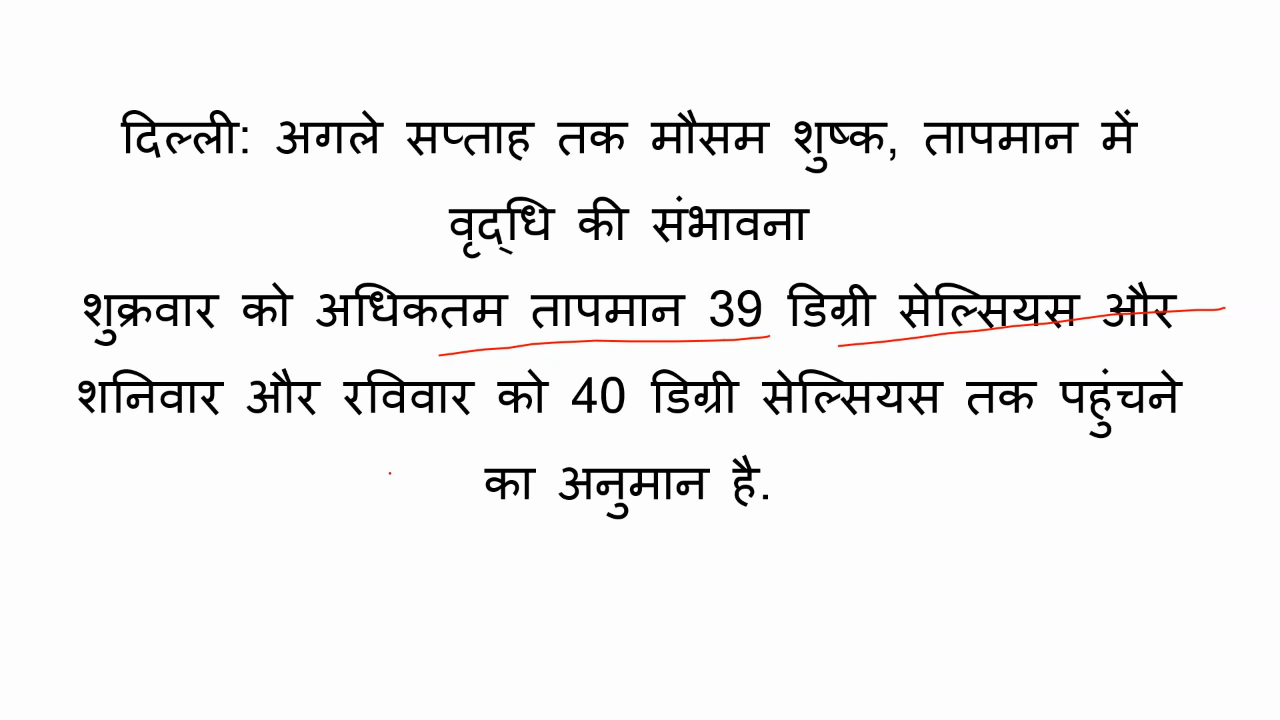 दिल्ली: अगले सप्ताह तक मौसम शुष्क, तापमान में
वृद्धि की संभावना
शुक्रवार को अधिकतम तापमान 39 डिग्री सेल्सियस और
शनिवार और रविवार को 40 डिग्री सेल्सियस तक पहुंचने
का अनुमान है.